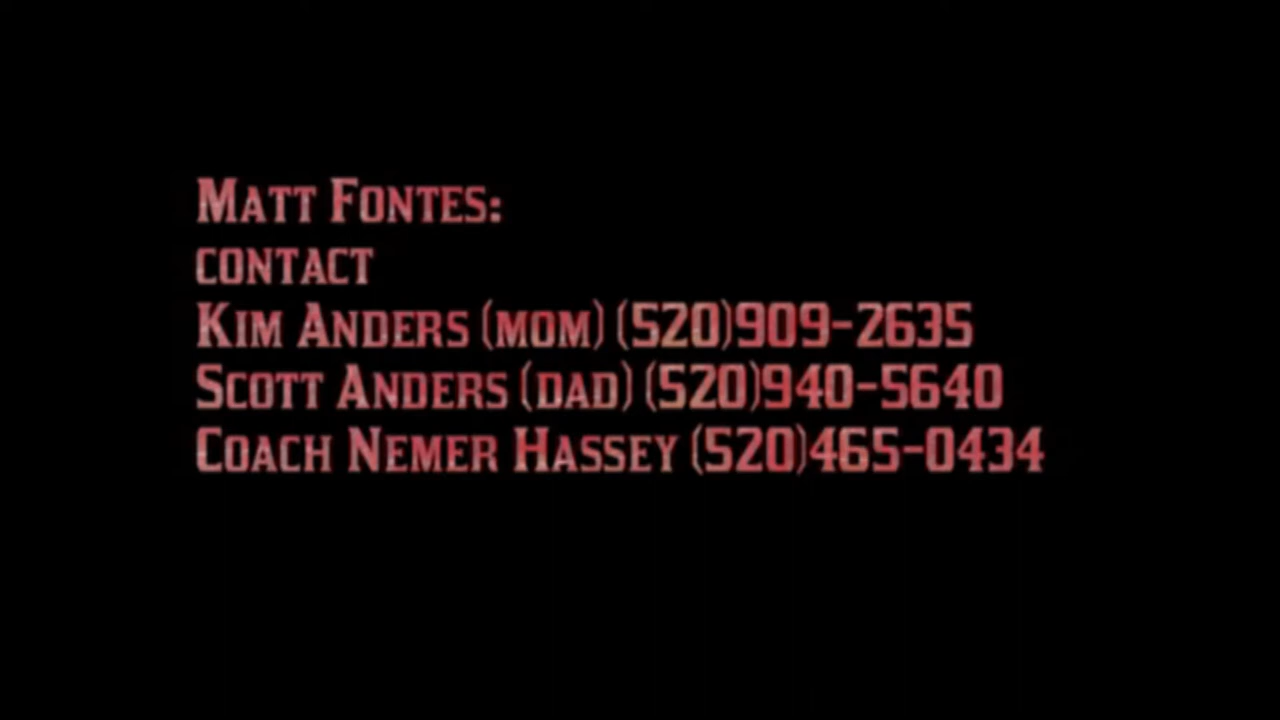 Matt Fontes:
contact
Kim Anders (mom) (520)909-2635
Scott Anders (dad) (520)940-5640
Coach Nemer Hassey (520)465-0434